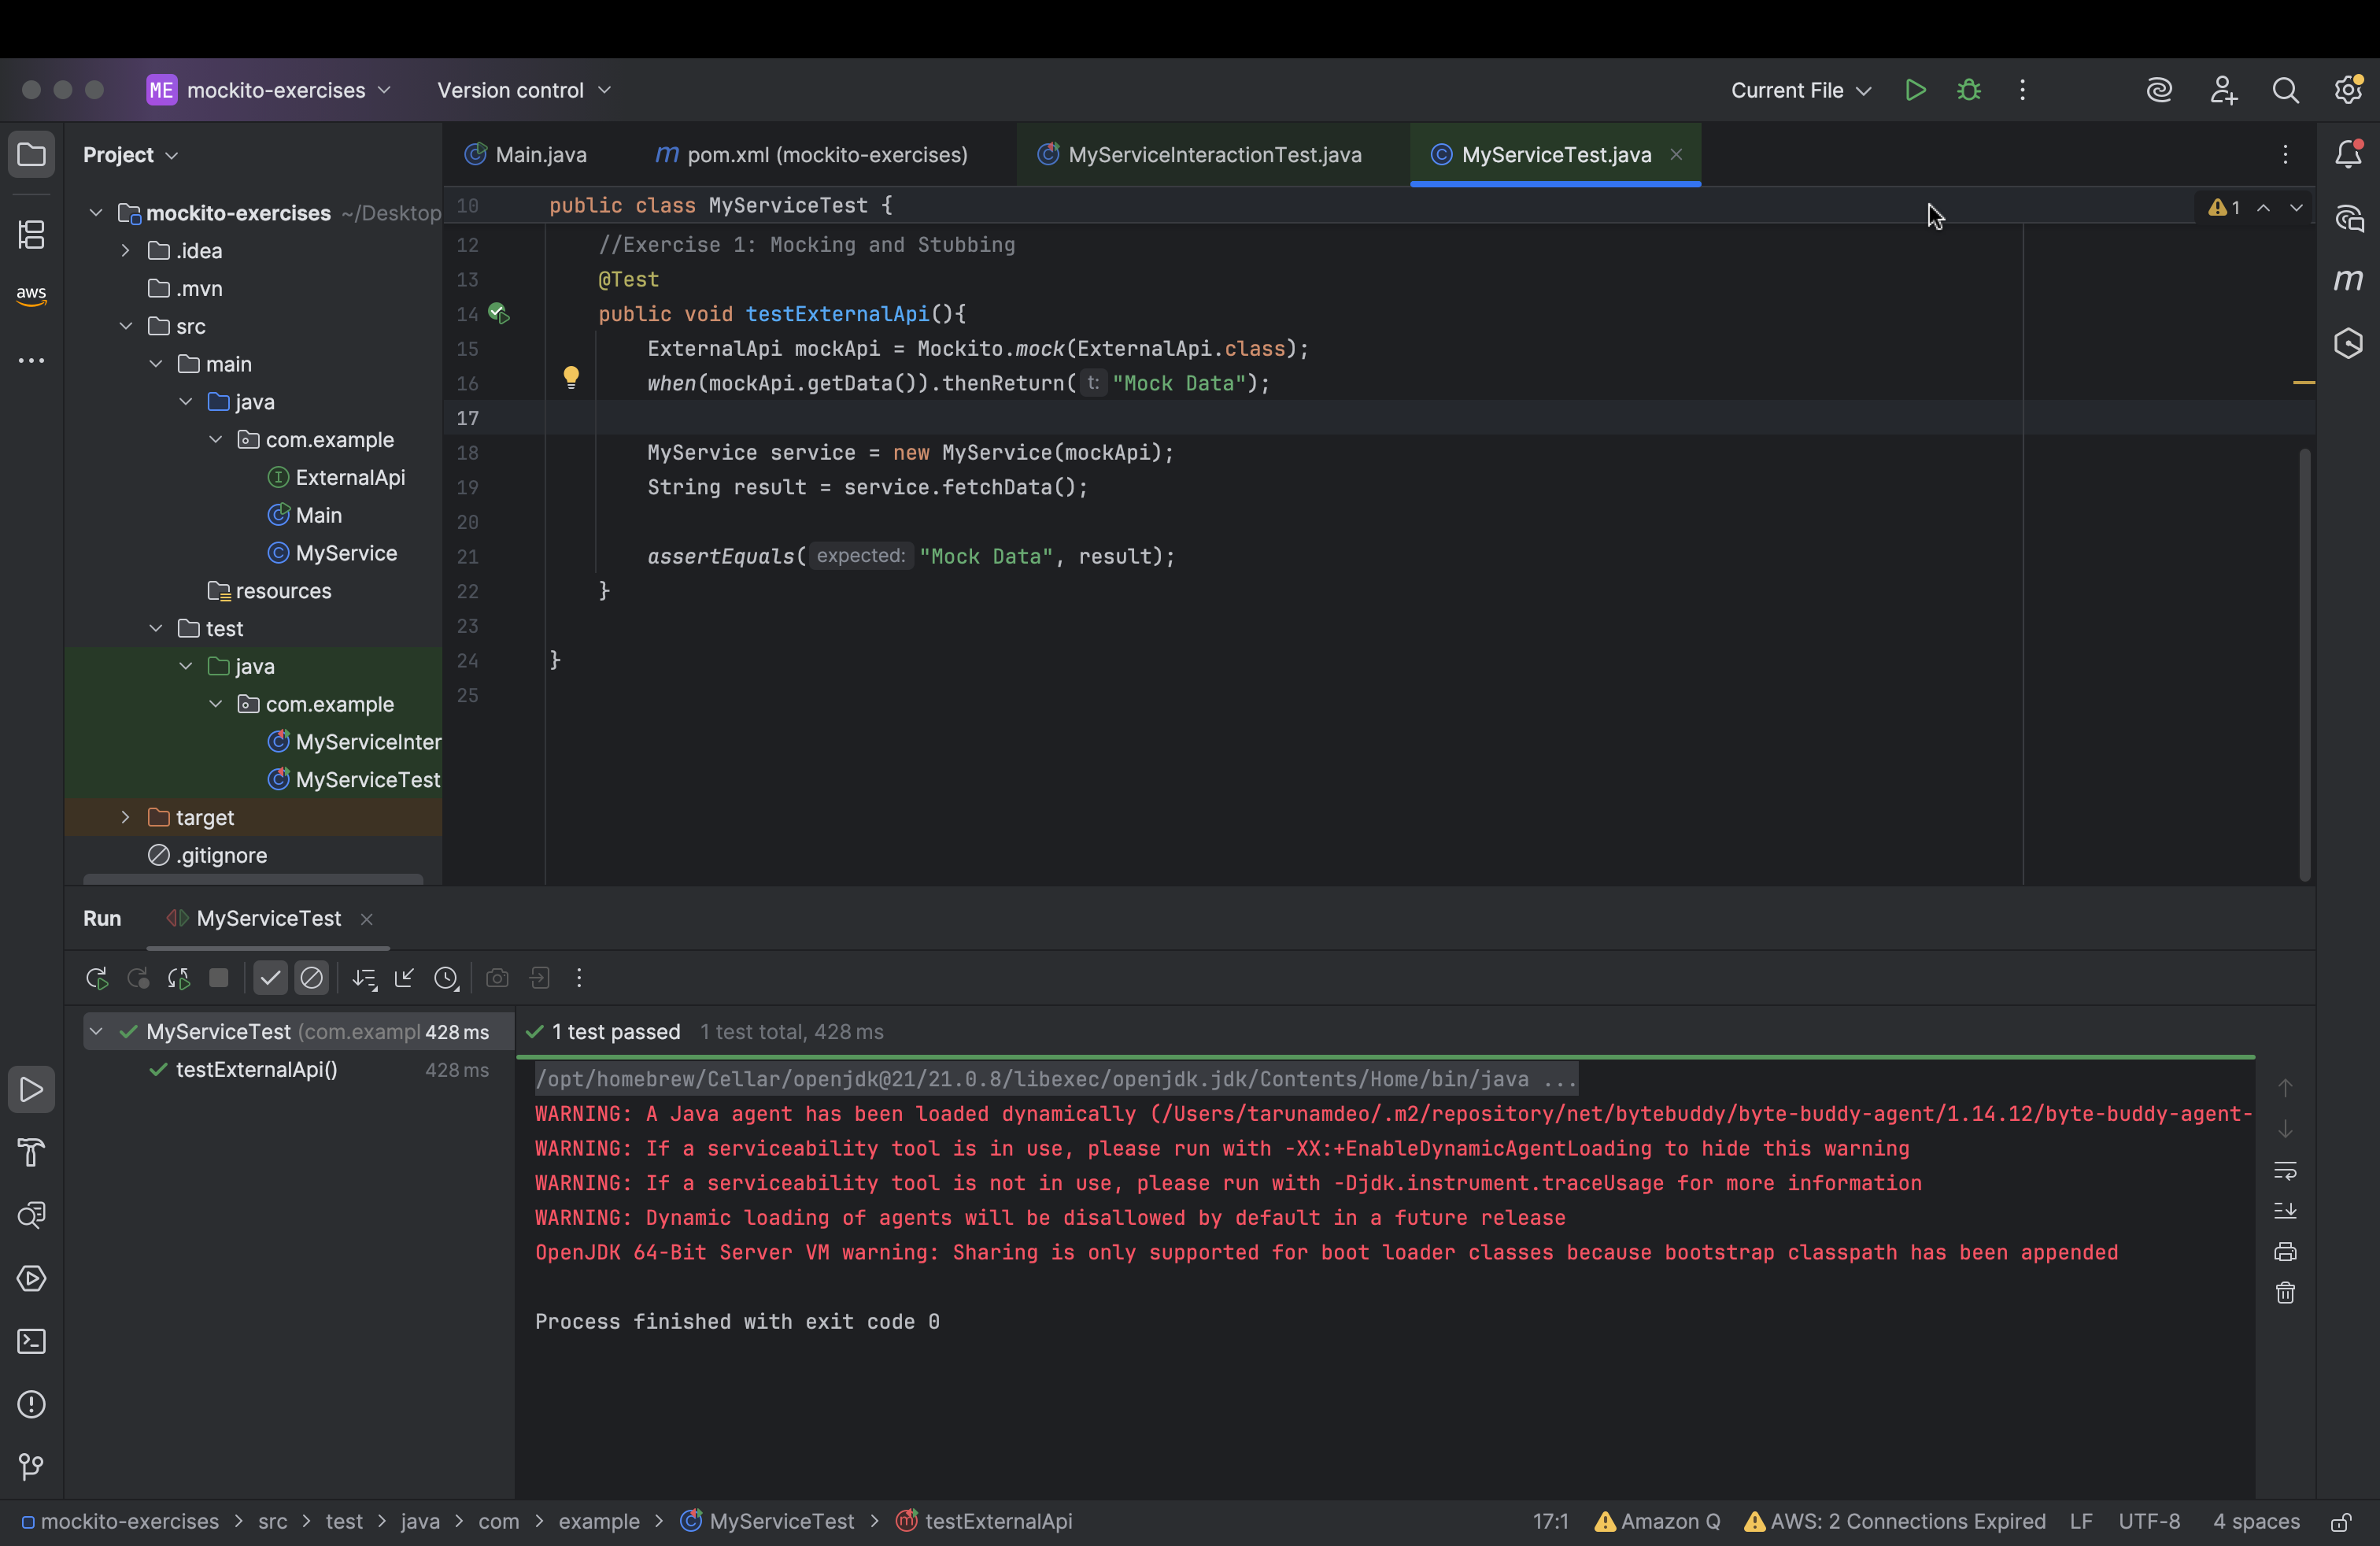 ME mockito-exercises Version control Current File
Project
Main.java
m pom.xml (mockito-exercises)
MyServiceInteractionTest.java
MyServiceTest.java
mockito-exercises ~/Desktop
.idea
.mvn
src
main
java
com.example
ExternalApi
Main
MyService
resources
test
java
com.example
MyServiceInter
MyServiceTest
target
.gitignore
aws
10 public class MyServiceTest {
1
12 //Exercise 1: Mocking and Stubbing
13 @Test
14 public void testExternalApi(){
15 ExternalApi mockApi = Mockito.mock(ExternalApi.class);
16 when(mockApi.getData()).thenReturn( t: "Mock Data");
17
18 MyService service = new MyService(mockApi);
19 String result = service.fetchData();
20
21 assertEquals( expected: "Mock Data", result);
22 }
23
24 }
25
m
Run MyServiceTest
MyServiceTest (com.exampl 428 ms
testExternalApi() 428 ms
1 test passed 1 test total, 428 ms
/opt/homebrew/Cellar/openjdk@21/21.0.8/libexec/openjdk.jdk/Contents/Home/bin/java ...
WARNING: A Java agent has been loaded dynamically (/Users/tarunamdeo/.m2/repository/net/bytebuddy/byte-buddy-agent/1.14.12/byte-buddy-agent-
WARNING: If a serviceability tool is in use, please run with -XX:+EnableDynamicAgentLoading to hide this warning
WARNING: If a serviceability tool is not in use, please run with -Djdk.instrument.traceUsage for more information
WARNING: Dynamic loading of agents will be disallowed by default in a future release
OpenJDK 64-Bit Server VM warning: Sharing is only supported for boot loader classes because bootstrap classpath has been appended
Process finished with exit code 0
mockito-exercises > src > test > java > com > example > MyServiceTest > testExternalApi
17:1 Amazon Q AWS: 2 Connections Expired LF UTF-8 4 spaces